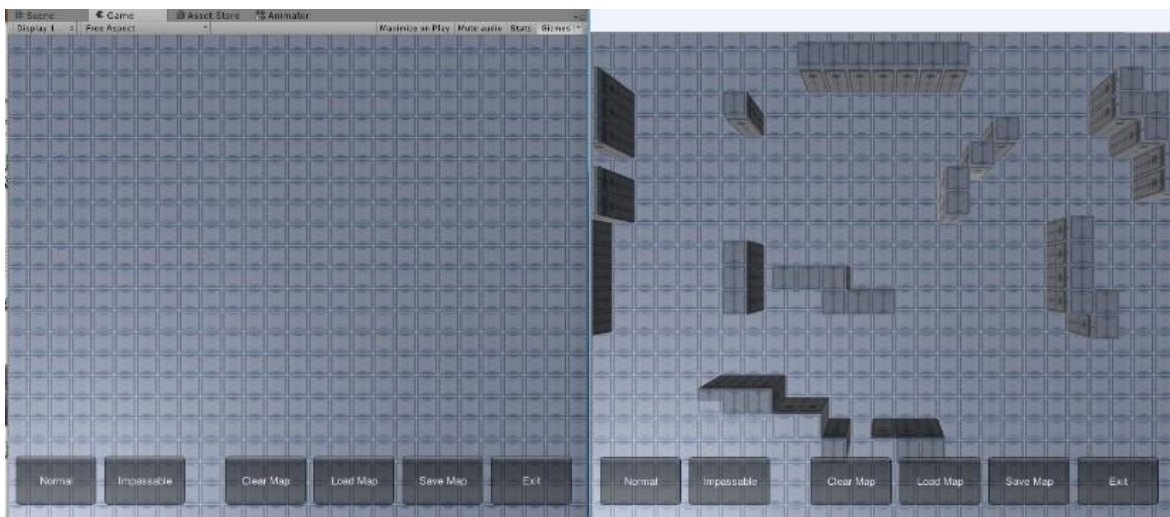 Scene Game Asset Store Animator
Display 1 Free Aspect Maximize on Play Mute audio Stats Gizmos
Normal Impassable Clear Map Load Map Save Map Exit
Normal Impassable Clear Map Load Map Save Map Exit